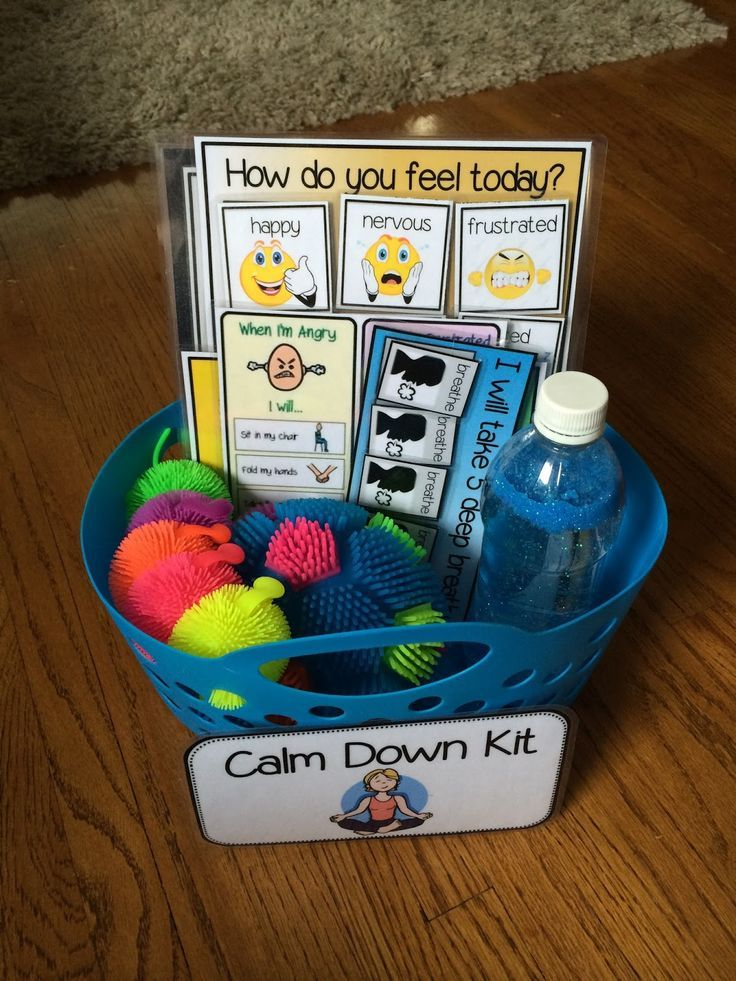 How do you feel today?
happy
nervous
frustrated
When I'm Angry
I will...
Sit in my chair
Fold my hands
I will take 5 deep breat
breathe
breathe
breathe
Calm Down Kit